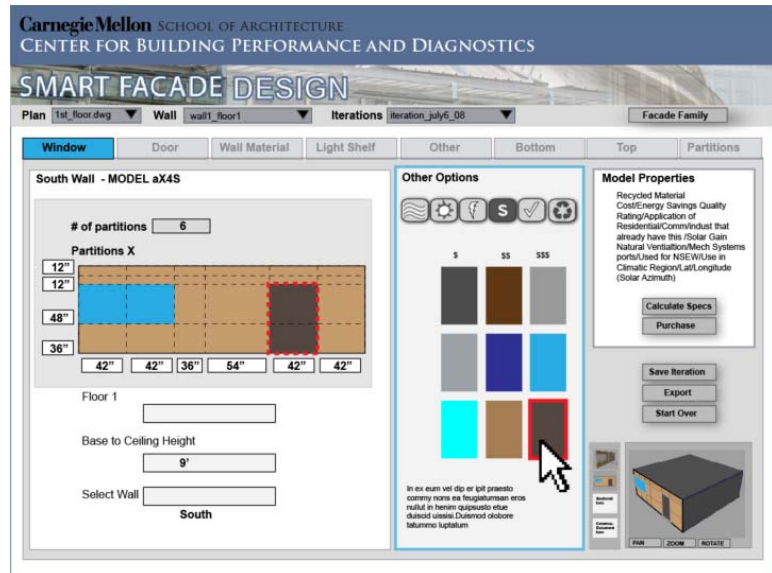 Carnegie Mellon SCHOOL OF ARCHITECTURE
CENTER FOR BUILDING PERFORMANCE AND DIAGNOSTICS
SMART FACADE DESIGN
Plan 1st_floor.dwg Wall wall1_floor1 Iterations iteration_july6_08 Facade Family
Window Door Wall Material Light Shelf Other Bottom Top Partitions
South Wall - MODEL aX4S
# of partitions 6
Partitions X
12"
12"
48"
36"
42" 42" 36" 54" 42" 42"
Floor 1
Base to Ceiling Height
9'
Select Wall
South
Other Options
S
$ $$ $$$
In ex eum vel dip er ipit praesto
commy nons ea feugiatumsan eros
nullut in henim quipsusto etue
duiscid uissisi.Duismod olobore
tatummo luptatum
Model Properties
Recycled Material
Cost/Energy Savings Quality
Rating/Application of
Residential/Comm/indust that
already have this /Solar Gain
Natural Ventialtion/Mech Systems
ports/Used for NSEW/Use in
Climatic Region/Lat/Longitude
(Solar Azimuth)
Calculate Specs
Purchase
Save Iteration
Export
Start Over
Sectional
Icon
Construc.
Document
Icon
PAN ZOOM ROTATE